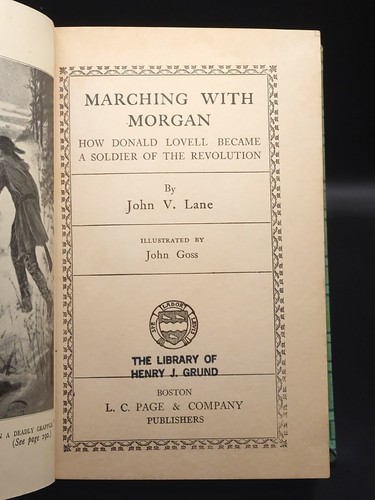 MARCHING WITH
MORGAN
HOW DONALD LOVELL BECAME
A SOLDIER OF THE REVOLUTION
By
John V. Lane
ILLUSTRATED BY
John Goss
THE LIBRARY OF
HENRY J. GRUND
BOSTON
L. C. PAGE & COMPANY
PUBLISHERS
A DEADLY GRAPPLE
(See page 290.)